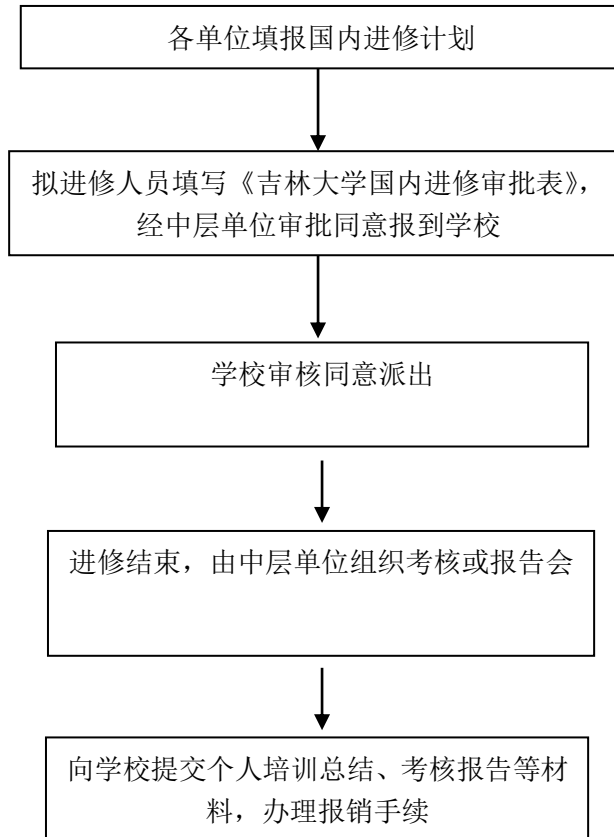 各单位填报国内进修计划
拟进修人员填写《吉林大学国内进修审批表》，
经中层单位审批同意报到学校
学校审核同意派出
进修结束，由中层单位组织考核或报告会
向学校提交个人培训总结、考核报告等材
料，办理报销手续